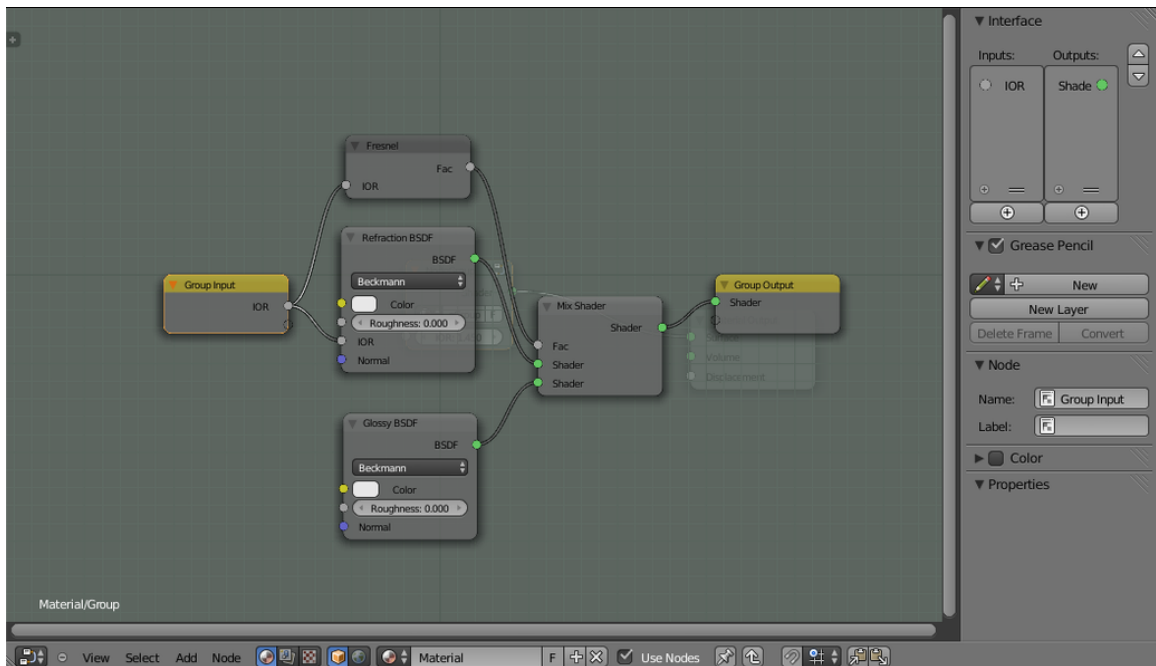 Fresnel
Fac
IOR
Refraction BSDF
BSDF
Beckmann
Color
Roughness: 0.000
IOR
Normal
Group Input
IOR
Mix Shader
Shader
Fac
Shader
Shader
Group Output
Shader
Volume
Displacement
Glossy BSDF
BSDF
Beckmann
Color
Roughness: 0.000
Normal
Material/Group
Interface
Inputs: Outputs:
IOR Shade
Grease Pencil
New
New Layer
Delete Frame Convert
Node
Name: Group Input
Label:
Color
Properties
View Select Add Node Material F Use Nodes